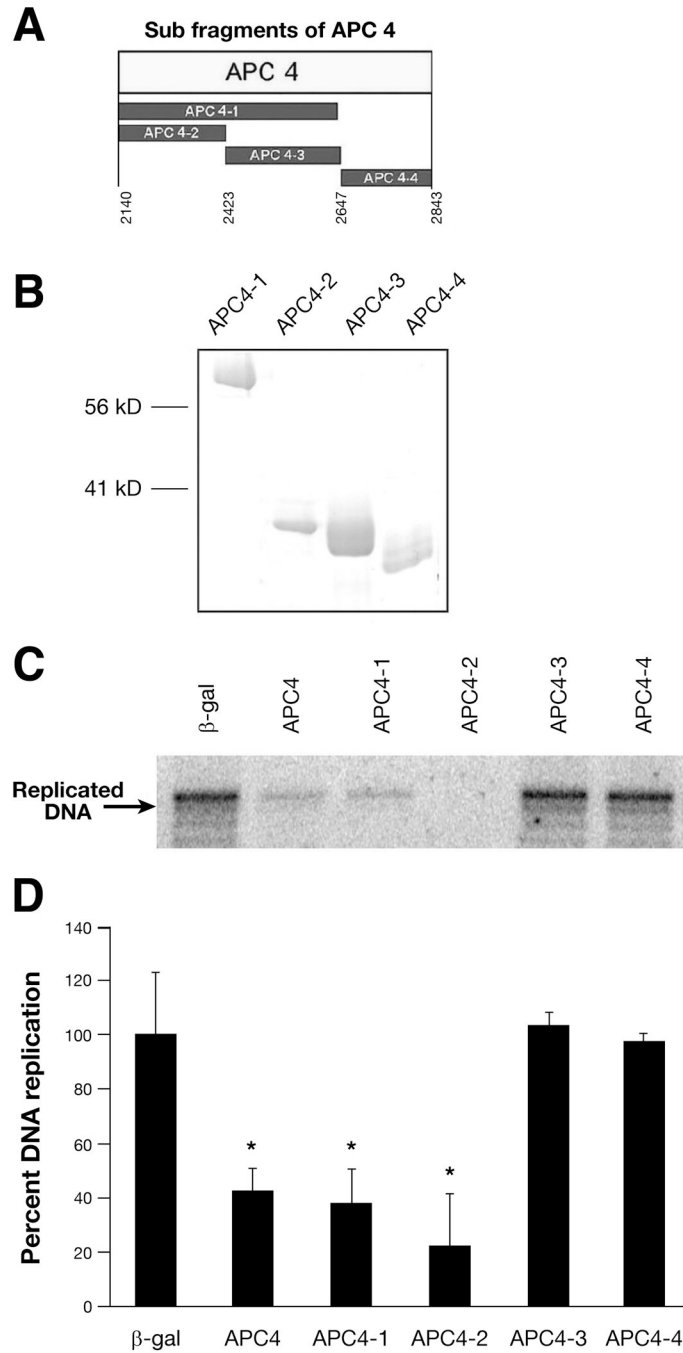 A
Sub fragments of APC 4
APC 4
APC 4-1
APC 4-2
APC 4-3
APC 4-4
2140
2423
2647
2843
B
APC4-1
APC4-2
APC4-3
APC4-4
56 kD
41 kD
C
β-gal
APC4
APC4-1
APC4-2
APC4-3
APC4-4
Replicated
DNA
D
Percent DNA replication
140
120
100
80
60
40
20
0
*
*
*
β-gal
APC4
APC4-1
APC4-2
APC4-3
APC4-4